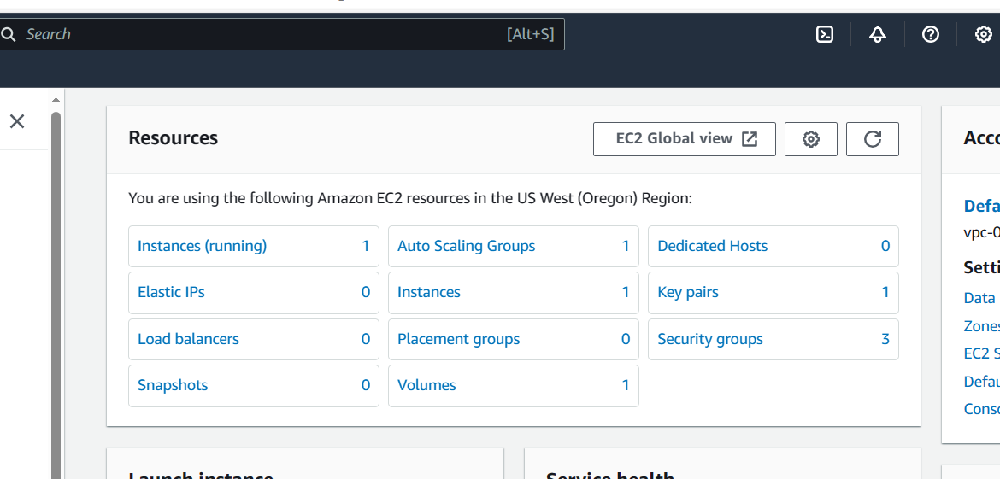 Search [Alt+S]
Resources
EC2 Global view
You are using the following Amazon EC2 resources in the US West (Oregon) Region:
Instances (running) 1
Auto Scaling Groups 1
Dedicated Hosts 0
Elastic IPs 0
Instances 1
Key pairs 1
Load balancers 0
Placement groups 0
Security groups 3
Snapshots 0
Volumes 1
Acco
Defa
vpc-0
Setti
Data
Zones
EC2 S
Defau
Conso
Launch instance
Service health